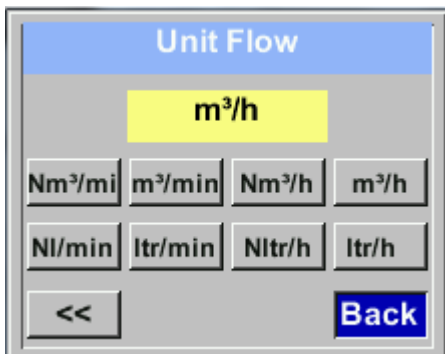 Unit Flow
m³/h
Nm³/mi m³/min Nm³/h m³/h
Nl/min ltr/min Nltr/h ltr/h
<< Back